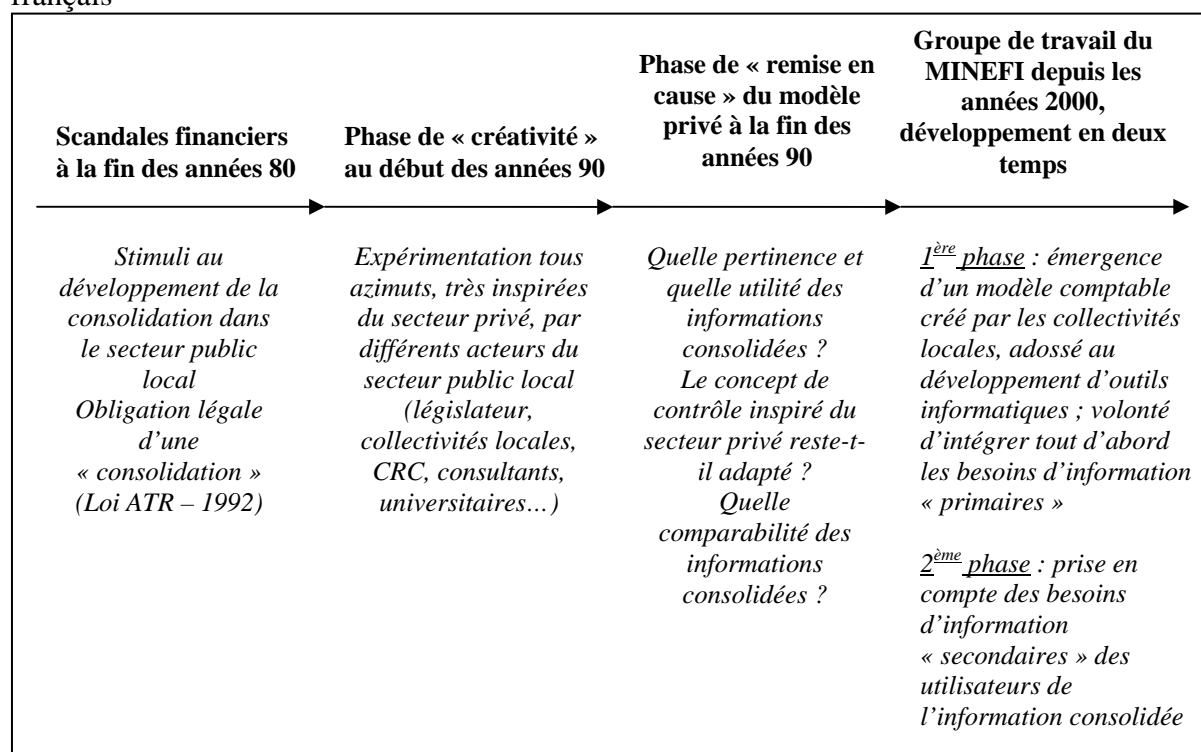 français
Scandales financiers
à la fin des années 80
Stimuli au
développement de la
consolidation dans
le secteur public
local
Obligation légale
d’une
« consolidation »
(Loi ATR – 1992)
Phase de « créativité »
au début des années 90
Expérimentation tous
azimuts, très inspirées
du secteur privé, par
différents acteurs du
secteur public local
(législateur,
collectivités locales,
CRC, consultants,
universitaires…)
Phase de « remise en
cause » du modèle
privé à la fin des
années 90
Quelle pertinence et
quelle utilité des
informations
consolidées ?
Le concept de
contrôle inspiré du
secteur privé reste-t-
il adapté ?
Quelle
comparabilité des
informations
consolidées ?
Groupe de travail du
MINEFI depuis les
années 2000,
développement en deux
temps
1ère phase : émergence
d’un modèle comptable
créé par les collectivités
locales, adossé au
développement d’outils
informatiques ; volonté
d’intégrer tout d’abord
les besoins d’information
« primaires »
2ème phase : prise en
compte des besoins
d’information
« secondaires » des
utilisateurs de
l’information consolidée